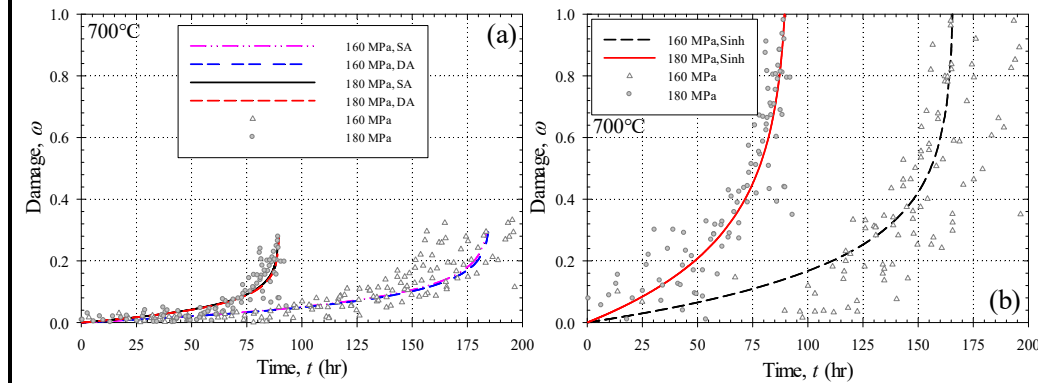 700°C
(a)
160 MPa, SA
160 MPa, DA
180 MPa, SA
180 MPa, DA
160 MPa
180 MPa
1.0
0.8
0.6
0.4
0.2
0.0
Damage, ω
0 25 50 75 100 125 150 175 200
Time, t (hr)
160 MPa,Sinh
180 MPa,Sinh
160 MPa
180 MPa
700°C
(b)
1.0
0.8
0.6
0.4
0.2
0.0
Damage, ω
0 25 50 75 100 125 150 175 200
Time, t (hr)